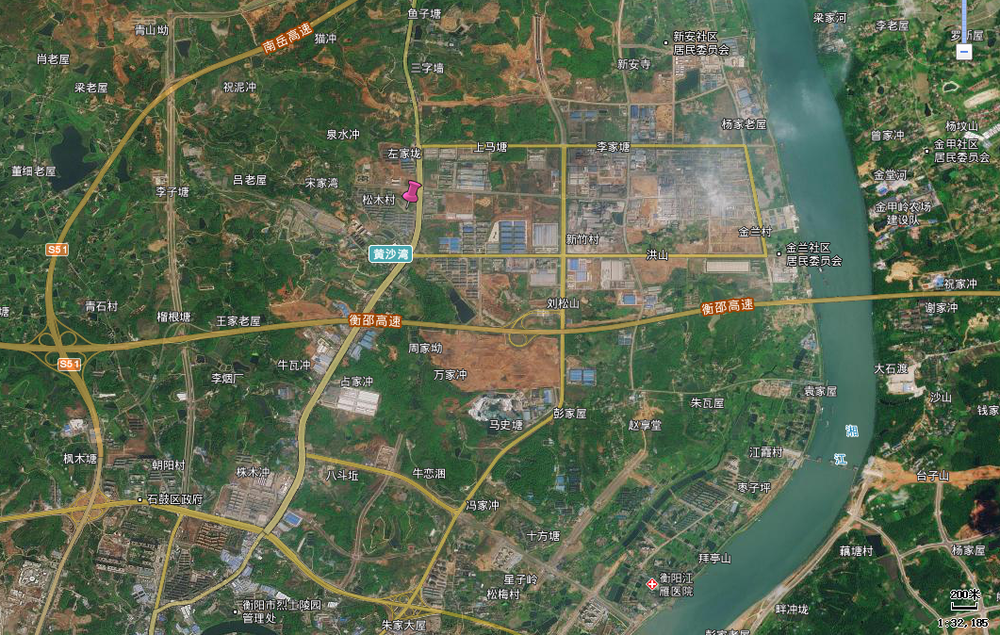 鱼子塘
梁家河
李老屋
青山坳
南岳高速
猫冲
新安社区
居民委员会
肖老屋
三字墙
新安寺
梁老屋
祝泥冲
杨家老屋
杨坟山
泉水冲
曾家冲
左家垅
上马塘
李家塘
金甲社区
居民委员会
董细老屋
吕老屋
宋家湾
金堂河
李子塘
松木村
金甲岭农场
建设队
新竹村
金兰村
S51
黄沙湾
洪山
金兰社区
居民委员会
祝家冲
塘
青石村
榴根塘
王家老屋
衡邵高速
刘松山
衡邵高速
谢家冲
S51
牛瓦冲
周家坳
李烟厂
占家冲
万家冲
大石渡
袁家屋
沙山
朱瓦屋
钱家
彭家屋
马史塘
赵享堂
湘
江
枫木塘
朝阳村
株木冲
八斗坵
牛恋洄
江霞村
台子山
枣子坪
石鼓区政府
冯家冲
十方塘
藕塘村
杨家屋
拜亭山
星子岭
松梅村
衡阳江
雁医院
衡阳市烈士陵园
管理处
朱家大屋
蚌冲垅
200米
1:32,185
彭家老屋